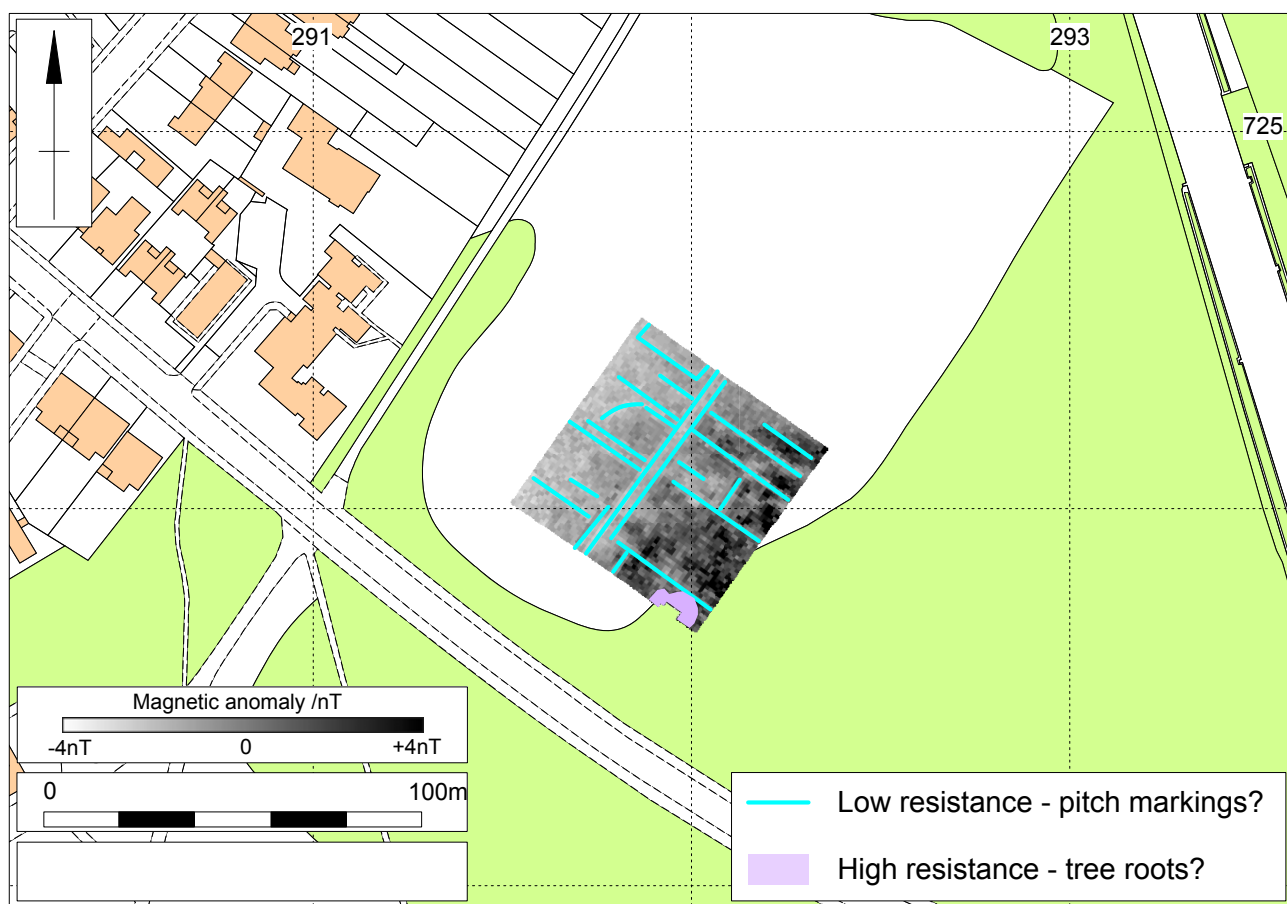 291
293
725
Magnetic anomaly /nT
-4nT 0 +4nT
0 100m
Low resistance - pitch markings?
High resistance - tree roots?